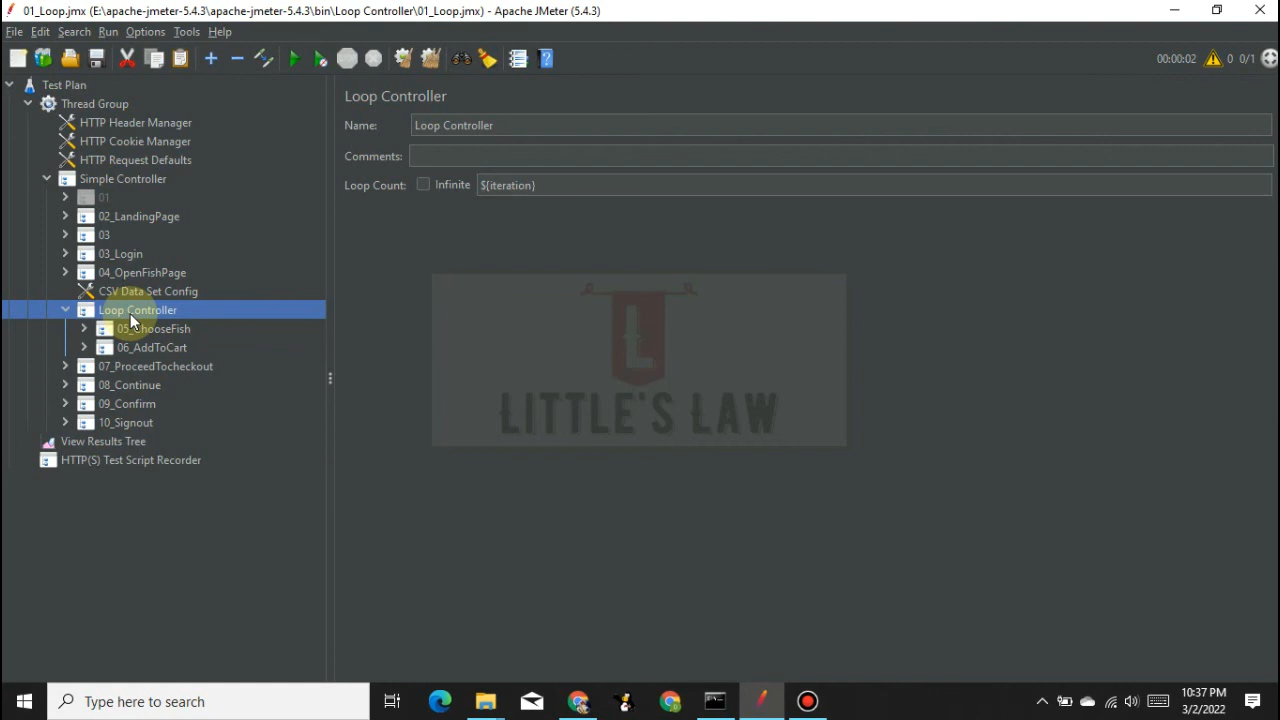 01_Loop.jmx (E:\apache-jmeter-5.4.3\apache-jmeter-5.4.3\bin\Loop Controller\01_Loop.jmx) - Apache JMeter (5.4.3)
File Edit Search Run Options Tools Help
00:00:02 0 0/1
Test Plan
Thread Group
HTTP Header Manager
HTTP Cookie Manager
HTTP Request Defaults
Simple Controller
01
02_LandingPage
03
03_Login
04_OpenFishPage
CSV Data Set Config
Loop Controller
05_ChooseFish
06_AddToCart
07_ProceedTocheckout
08_Continue
09_Confirm
10_Signout
View Results Tree
HTTP(S) Test Script Recorder
Loop Controller
Name: Loop Controller
Comments:
Loop Count: Infinite ${iteration}
L
LITTLE'S LAW
Type here to search
10:37 PM
3/2/2022